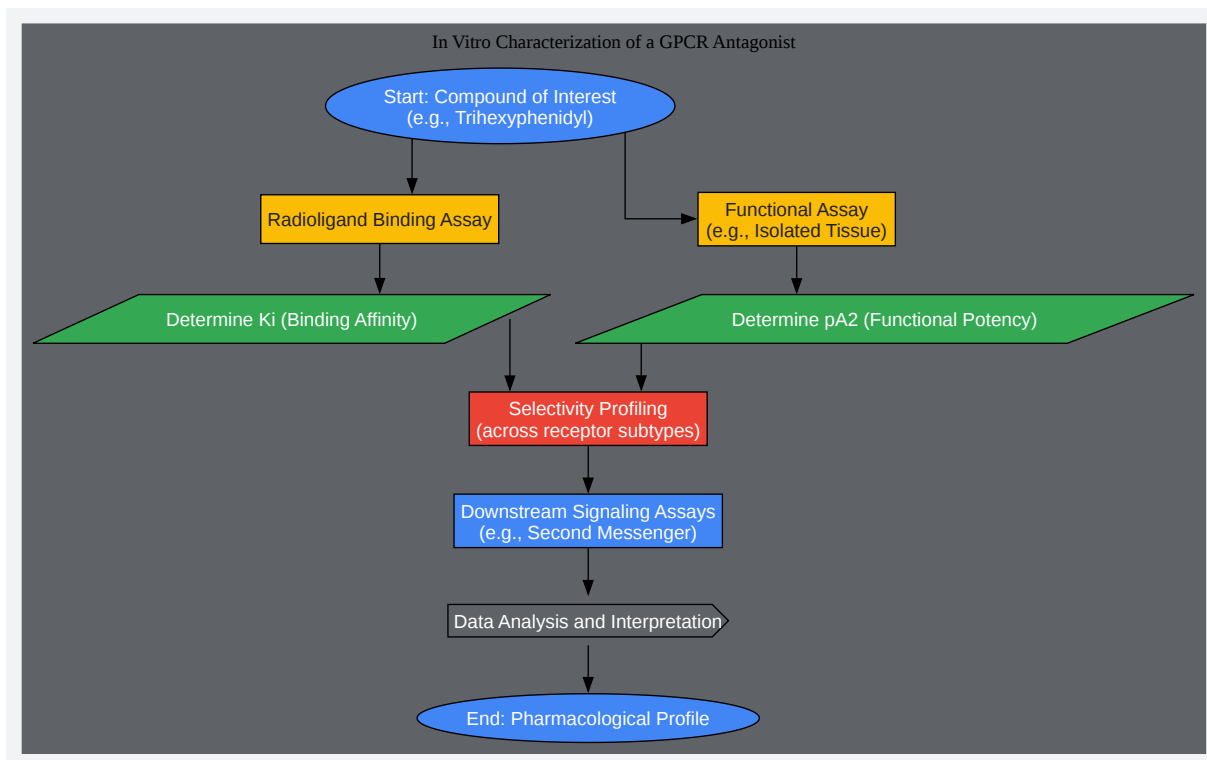 In Vitro Characterization of a GPCR Antagonist
Start: Compound of Interest
(e.g., Trihexyphenidyl)
Radioligand Binding Assay
Functional Assay
(e.g., Isolated Tissue)
Determine Ki (Binding Affinity)
Determine pA2 (Functional Potency)
Selectivity Profiling
(across receptor subtypes)
Downstream Signaling Assays
(e.g., Second Messenger)
Data Analysis and Interpretation
End: Pharmacological Profile